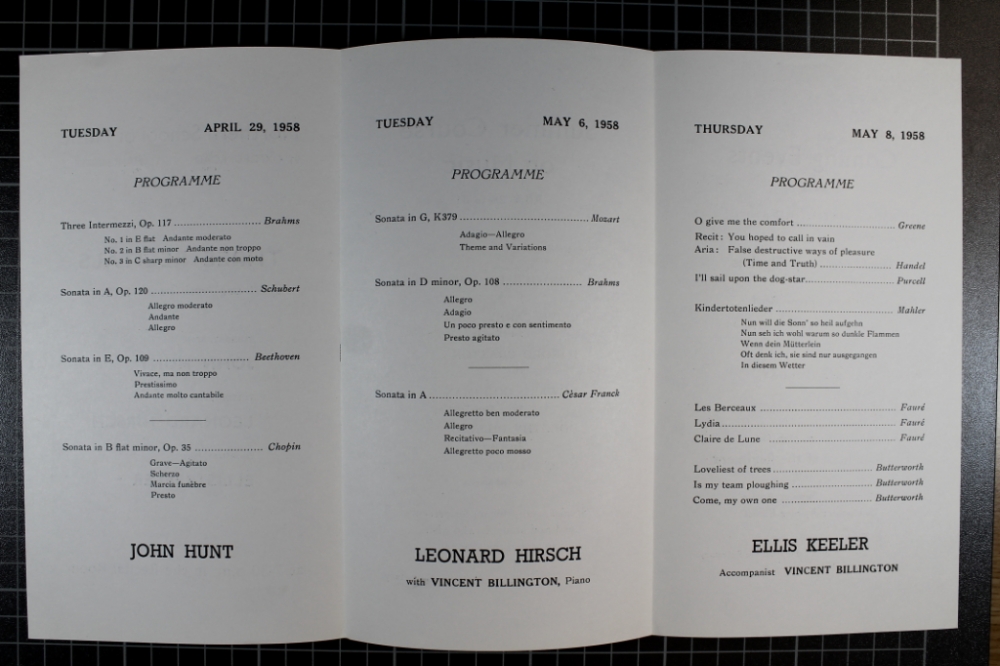 TUESDAY APRIL 29, 1958
PROGRAMME
Three Intermezzi, Op. 117 ............................ Brahms
No. 1 in E flat Andante moderato
No. 2 in B flat minor Andante non troppo
No. 3 in C sharp minor Andante con moto
Sonata in A, Op. 120 ................................. Schubert
Allegro moderato
Andante
Allegro
Sonata in E, Op. 109 .............................. Beethoven
Vivace, ma non troppo
Prestissimo
Andante molto cantabile
Sonata in B flat minor, Op. 35 ...................... Chopin
Grave—Agitato
Scherso
Marcia funèbre
Presto
JOHN HUNT
TUESDAY MAY 6, 1958
PROGRAMME
Sonata in G, K379 ....................................... Mozart
Adagio—Allegro
Theme and Variations
Sonata in D minor, Op. 108 ........................ Brahms
Allegro
Adagio
Un poco presto e con sentimento
Presto agitato
Sonata in A ........................................ César Franck
Allegretto ben moderato
Allegro
Recitativo—Fantasia
Allegretto poco mosso
LEONARD HIRSCH
with VINCENT BILLINGTON, Piano
THURSDAY MAY 8, 1958
PROGRAMME
O give me the comfort .............................. Greene
Recit: You hoped to call in vain
Aria: False destructive ways of pleasure
(Time and Truth) ........................ Handel
I'll sail upon the dog-star........................... Purcell
Kindertotenlieder ..................................... Mahler
Nun will die Sonn' so heil aufgehn
Nun seh ich wohl warum so dunkle Flammen
Wenn dein Mütterlein
Oft denk ich, sie sind nur ausgegangen
In diesem Wetter
Les Berceaux ........................................... Fauré
Lydia...................................................... Fauré
Claire de Lune ........................................ Fauré
Loveliest of trees................................ Butterworth
Is my team ploughing ......................... Butterworth
Come, my own one ............................ Butterworth
ELLIS KEELER
Accompanist VINCENT BILLINGTON